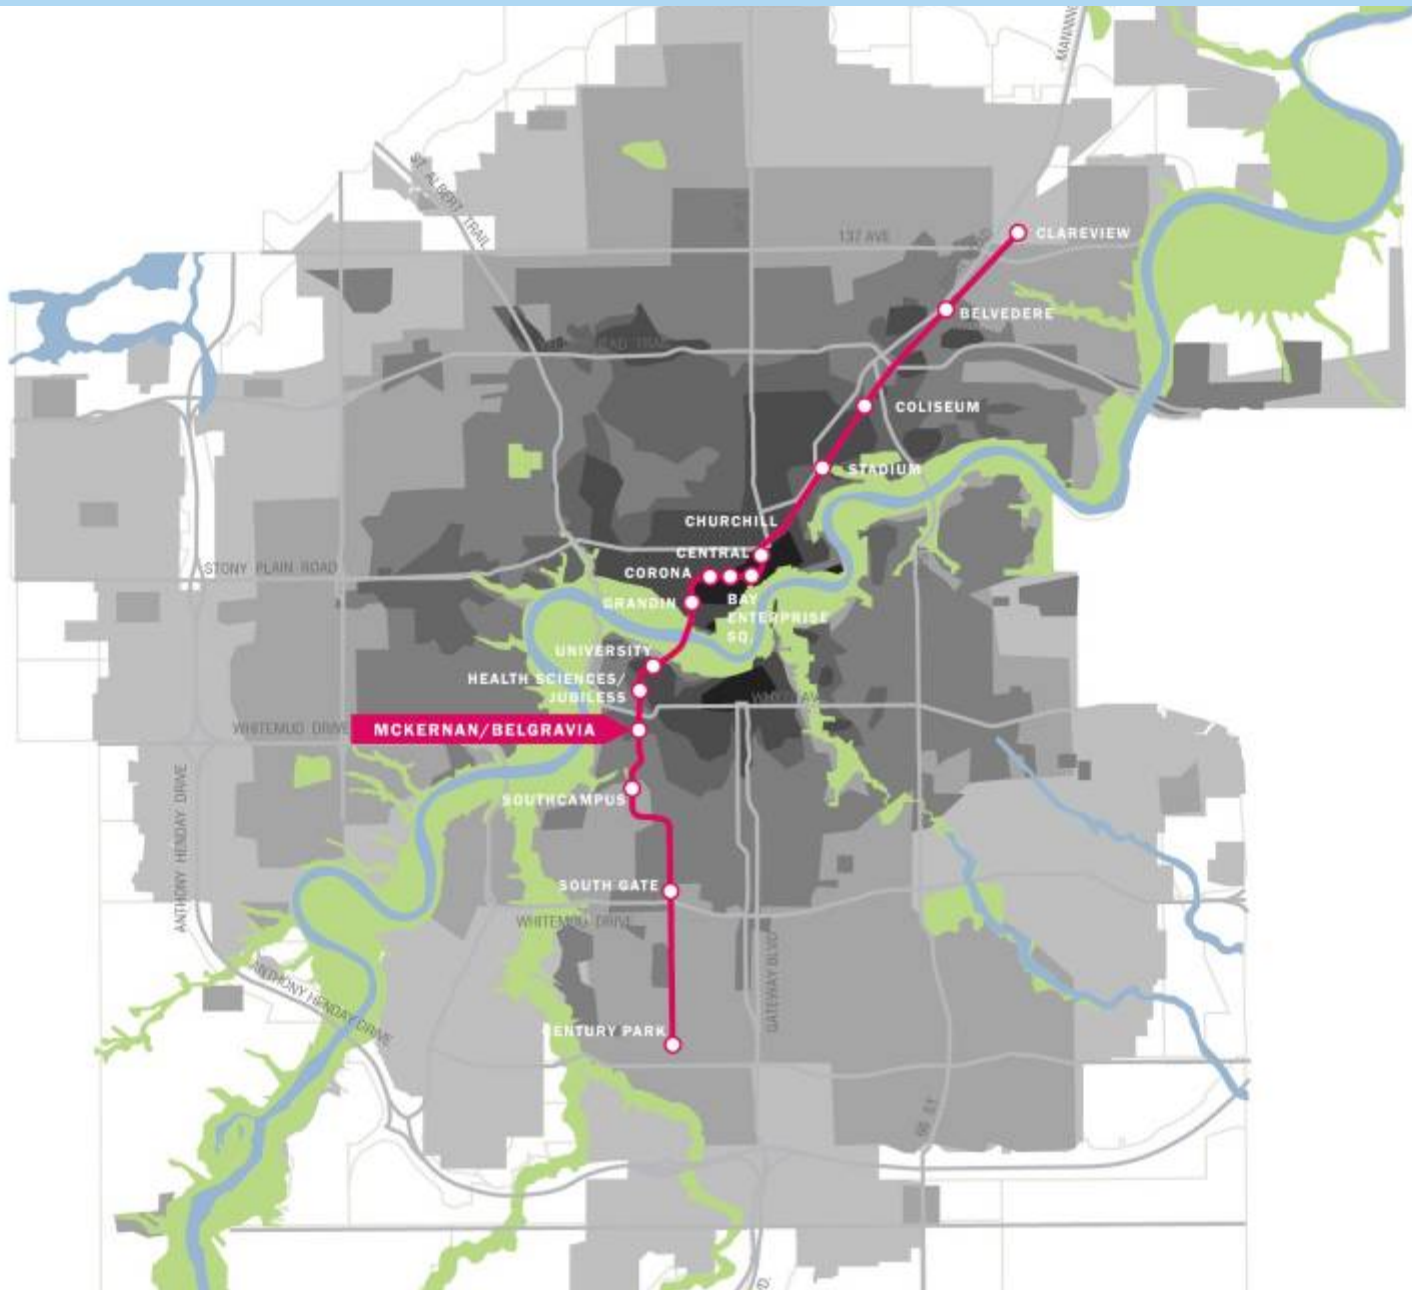 MANNING
ST. ALBERT TRAIL
137 AVE
CLAREVIEW
BELVEDERE
COLISEUM
STADIUM
CHURCHILL
CENTRAL
CORONA
STONY PLAIN ROAD
GRANDIN
BAY
ENTERPRISE
SQ.
UNIVERSITY
HEALTH SCIENCES/
JUBILESS
WHITEMUD DRIVE
MCKERNAN/BELGRAVIA
SOUTHCAMPUS
ANTHONY HENDAY DRIVE
SOUTH GATE
WHITEMUD DRIVE
GATEWAY BLVD
ANTHONY HENDAY DRIVE
CENTURY PARK